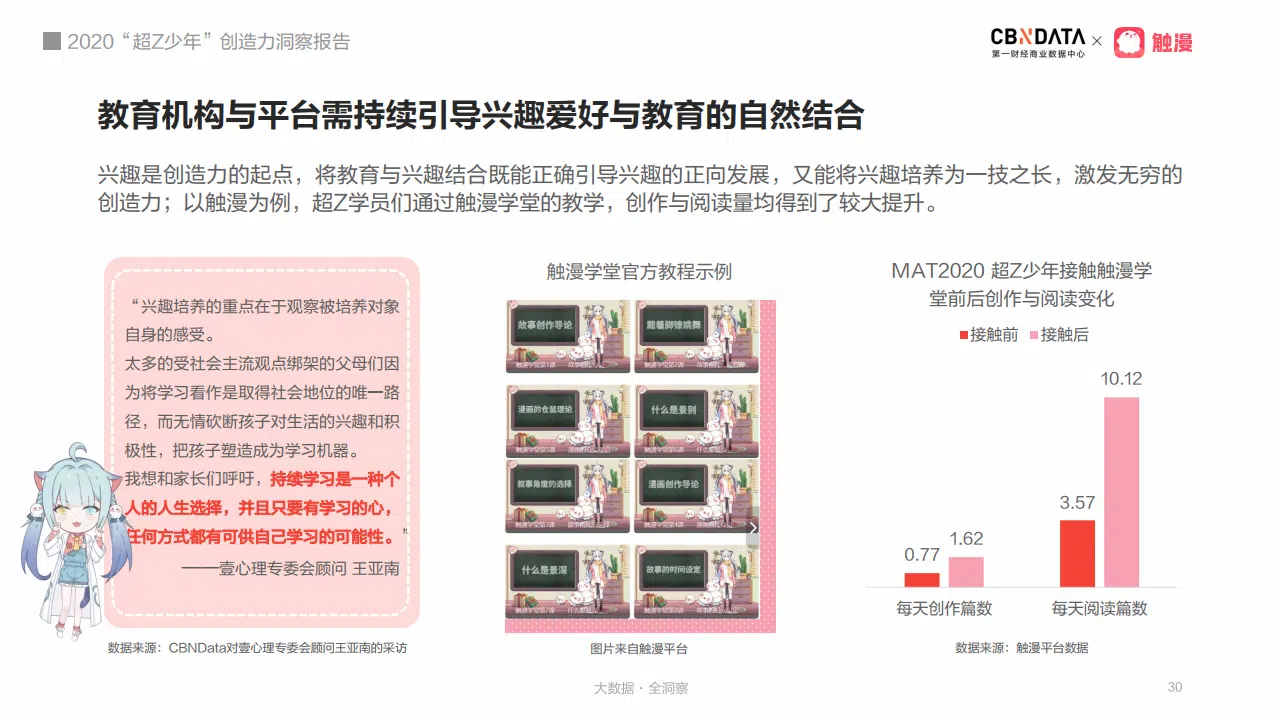 2020“超Z少年”创造力洞察报告
CBNDATA
第一财经商业数据中心
×
触漫
教育机构与平台需持续引导兴趣爱好与教育的自然结合
兴趣是创造力的起点，将教育与兴趣结合既能正确引导兴趣的正向发展，又能将兴趣培养为一技之长，激发无穷的
创造力；以触漫为例，超Z学员们通过触漫学堂的教学，创作与阅读量均得到了较大提升。
“兴趣培养的重点在于观察被培养对象
自身的感受。
太多的受社会主流观点绑架的父母们因
为将学习看作是取得社会地位的唯一路
径，而无情砍断孩子对生活的兴趣和积
极性，把孩子塑造成为学习机器。
我想和家长们呼吁，持续学习是一种个
人的人生选择，并且只要有学习的心，
任何方式都有可供自己学习的可能性。”
——壹心理专委会顾问 王亚南
数据来源：CBNData对壹心理专委会顾问王亚南的采访
触漫学堂官方教程示例
故事创作导论
戴着脚镣跳舞
漫画的仓鼠理论
什么是景别
叙事角度的选择
漫画创作导论
什么是景深
故事的时间设定
图片来自触漫平台
MAT2020 超Z少年接触触漫学
堂前后创作与阅读变化
接触前 接触后
0.77
1.62
3.57
10.12
每天创作篇数
每天阅读篇数
数据来源：触漫平台数据
大数据·全洞察
30